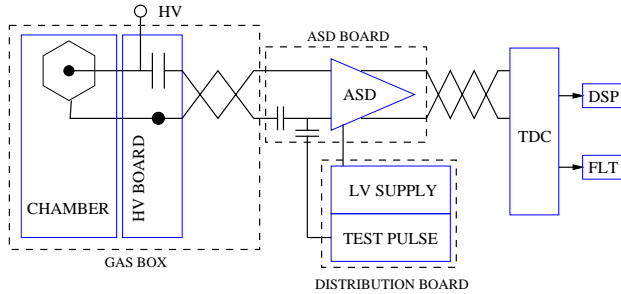 HV
ASD BOARD
ASD
TDC
DSP
FLT
CHAMBER
HV BOARD
LV SUPPLY
TEST PULSE
GAS BOX
DISTRIBUTION BOARD